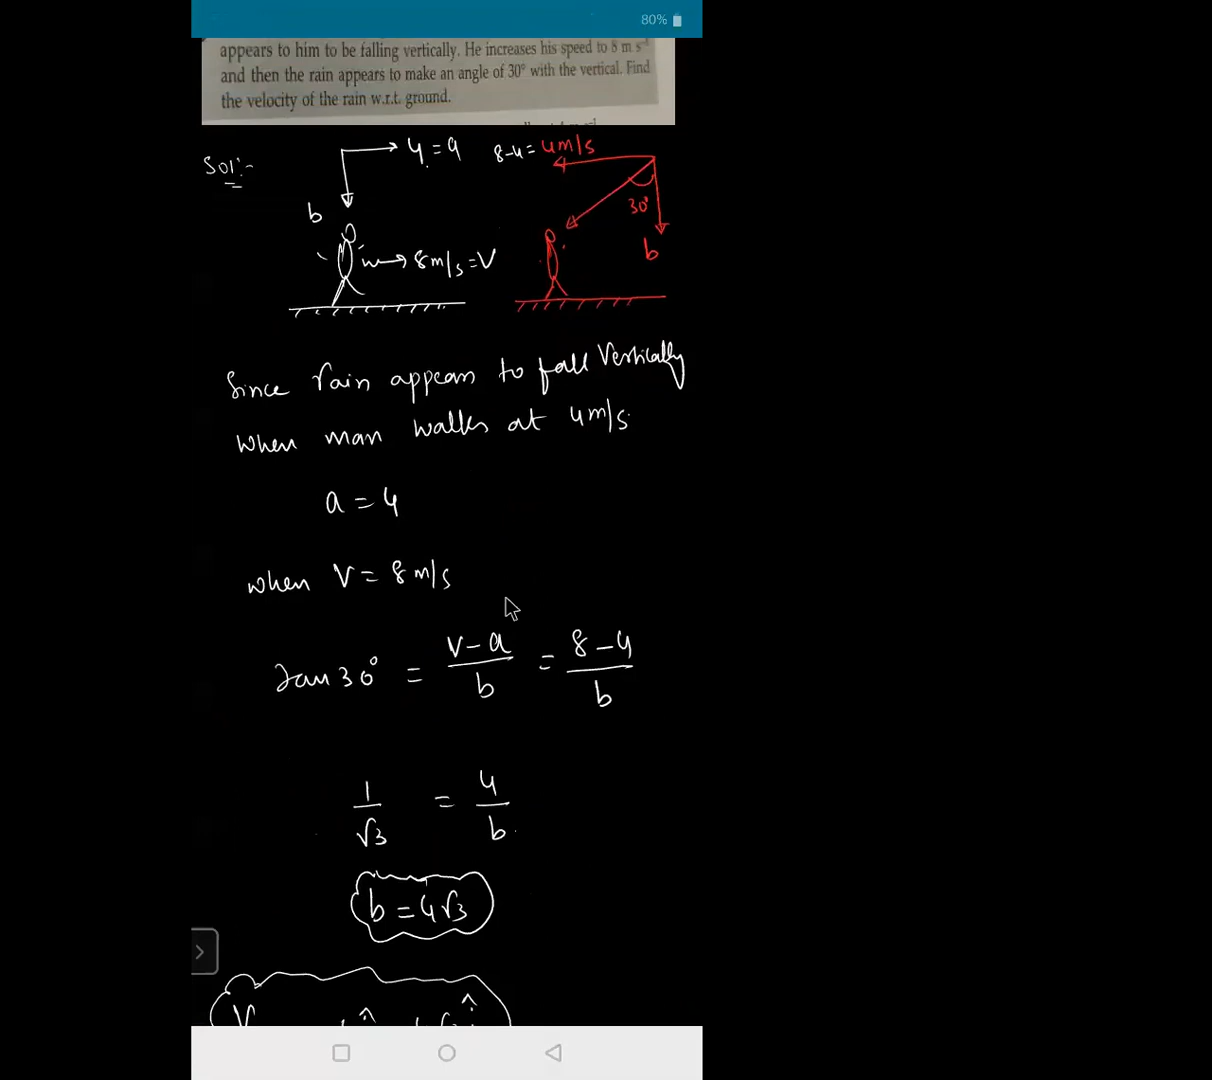 80%
appears to him to be falling vertically. He increases his speed to 8 m s⁻¹
and then the rain appears to make an angle of 30° with the vertical. Find
the velocity of the rain w.r.t. ground.
Sol:-
4 = a
8-4 = 4m/s
b
30°
b
8m/s = V
Since rain appears to fall Vertically
when man walks at 4m/s.
a = 4
when V = 8 m/s
Tan 30° = V-a/b = 8-4/b
1/√3 = 4/b
b = 4√3
>